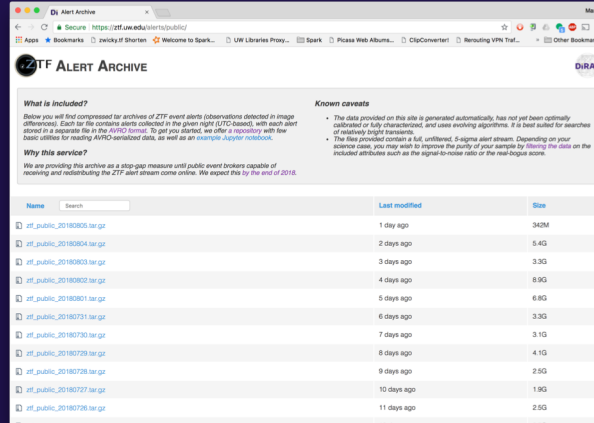 Di Alert Archive
Ma
Secure https://ztf.uw.edu/alerts/public/
Apps Bookmarks zwicky.tf Shorten Welcome to Spark... UW Libraries Proxy... Spark Picasa Web Albums... ClipConverter! Rerouting VPN Traf... » Other Bookmar
ZTF ALERT ARCHIVE
DIRA
What is included?
Below you will find compressed tar archives of ZTF event alerts (observations detected in image
differences). Each tar file contains alerts collected in the given night (UTC-based), with each alert
stored in a separate file in the AVRO format. To get you started, we offer a repository with few
basic utilities for reading AVRO-serialized data, as well as an example Jupyter notebook.
Why this service?
We are providing this archive as a stop-gap measure until public event brokers capable of
receiving and redistributing the ZTF alert stream come online. We expect this by the end of 2018.
Known caveats
• The data provided on this site is generated automatically, has not yet been optimally
calibrated or fully characterized, and uses evolving algorithms. It is best suited for searches
of relatively bright transients.
• The files provided contain a full, unfiltered, 5-sigma alert stream. Depending on your
science case, you may wish to improve the purity of your sample by filtering the data on the
included attributes such as the signal-to-noise ratio or the real-bogus score.
Name Search Last modified Size
ztf_public_20180805.tar.gz 1 day ago 342M
ztf_public_20180804.tar.gz 2 days ago 5.4G
ztf_public_20180803.tar.gz 3 days ago 3.3G
ztf_public_20180802.tar.gz 4 days ago 8.9G
ztf_public_20180801.tar.gz 5 days ago 6.8G
ztf_public_20180731.tar.gz 6 days ago 3.3G
ztf_public_20180730.tar.gz 7 days ago 3.1G
ztf_public_20180729.tar.gz 8 days ago 4.1G
ztf_public_20180728.tar.gz 9 days ago 2.5G
ztf_public_20180727.tar.gz 10 days ago 1.9G
ztf_public_20180726.tar.gz 11 days ago 2.5G